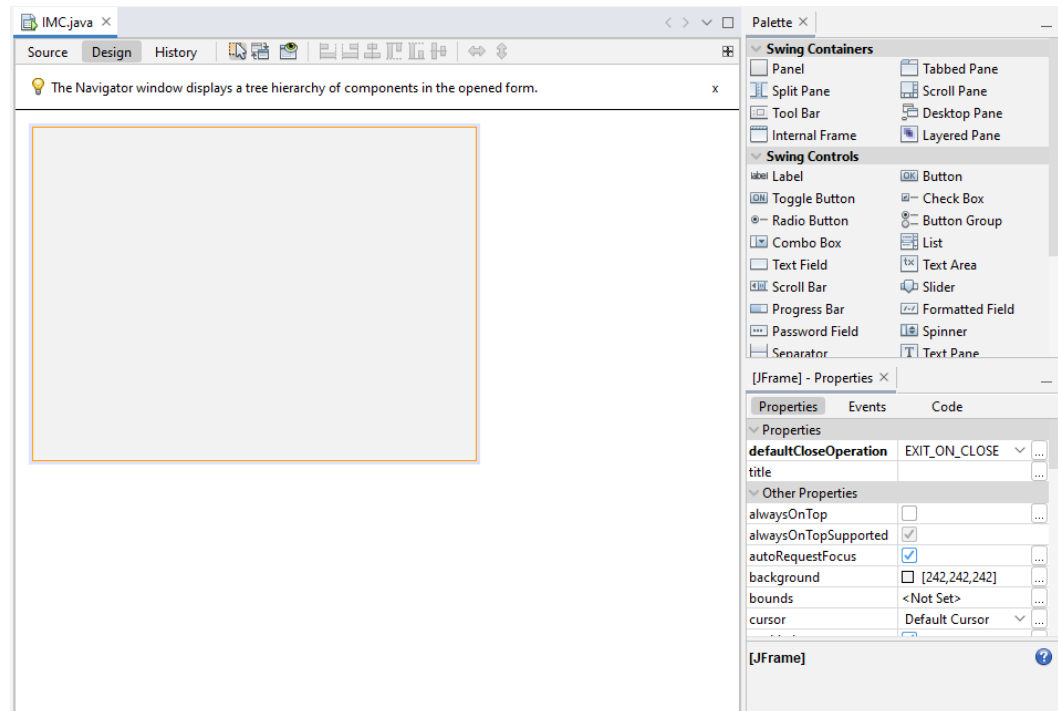 IMC.java
Source Design History
The Navigator window displays a tree hierarchy of components in the opened form. x
Palette
Swing Containers
Panel Tabbed Pane
Split Pane Scroll Pane
Tool Bar Desktop Pane
Internal Frame Layered Pane
Swing Controls
label Label OK Button
ON Toggle Button Check Box
Radio Button Button Group
Combo Box List
Text Field tx Text Area
Scroll Bar Slider
Progress Bar Formatted Field
Password Field Spinner
Separator T Text Pane
[JFrame] - Properties
Properties Events Code
Properties
defaultCloseOperation EXIT_ON_CLOSE ...
title ...
Other Properties
alwaysOnTop ...
alwaysOnTopSupported
autoRequestFocus ...
background [242,242,242] ...
bounds <Not Set> ...
cursor Default Cursor ...
[JFrame] ?